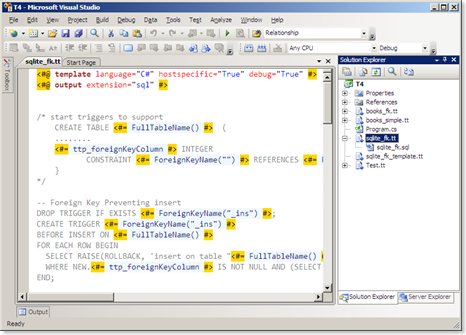 T4 - Microsoft Visual Studio
File Edit View Project Build Debug Data Tools Test Analyze Window Help
Relationship
Any CPU Debug
Toolbox
sqlite_fk.tt Start Page
<#@ template language="C#" hostspecific="True" debug="True" #>
<#@ output extension="sql" #>
/* start triggers to support
CREATE TABLE <#= FullTableName() #> (
........
<#= ttp_foreignKeyColumn #> INTEGER
CONSTRAINT <#= ForeignKeyName("") #> REFERENCES <#=
}
*/
-- Foreign Key Preventing insert
DROP TRIGGER IF EXISTS <#= ForeignKeyName("_ins") #>;
CREATE TRIGGER <#= ForeignKeyName("_ins") #>
BEFORE INSERT ON <#= FullTableName() #>
FOR EACH ROW BEGIN
SELECT RAISE(ROLLBACK, 'insert on table "<#= FullTableName()
WHERE NEW.<#= ttp_foreignKeyColumn #> IS NOT NULL AND (SELECT
END;
Solution Explorer
T4
Properties
References
books_fk.tt
books_simple.tt
Program.cs
sqlite_fk.tt
sqlite_fk.sql
sqlite_fk_template.tt
Test.tt
Solution Explorer Server Explorer
Output
Ready